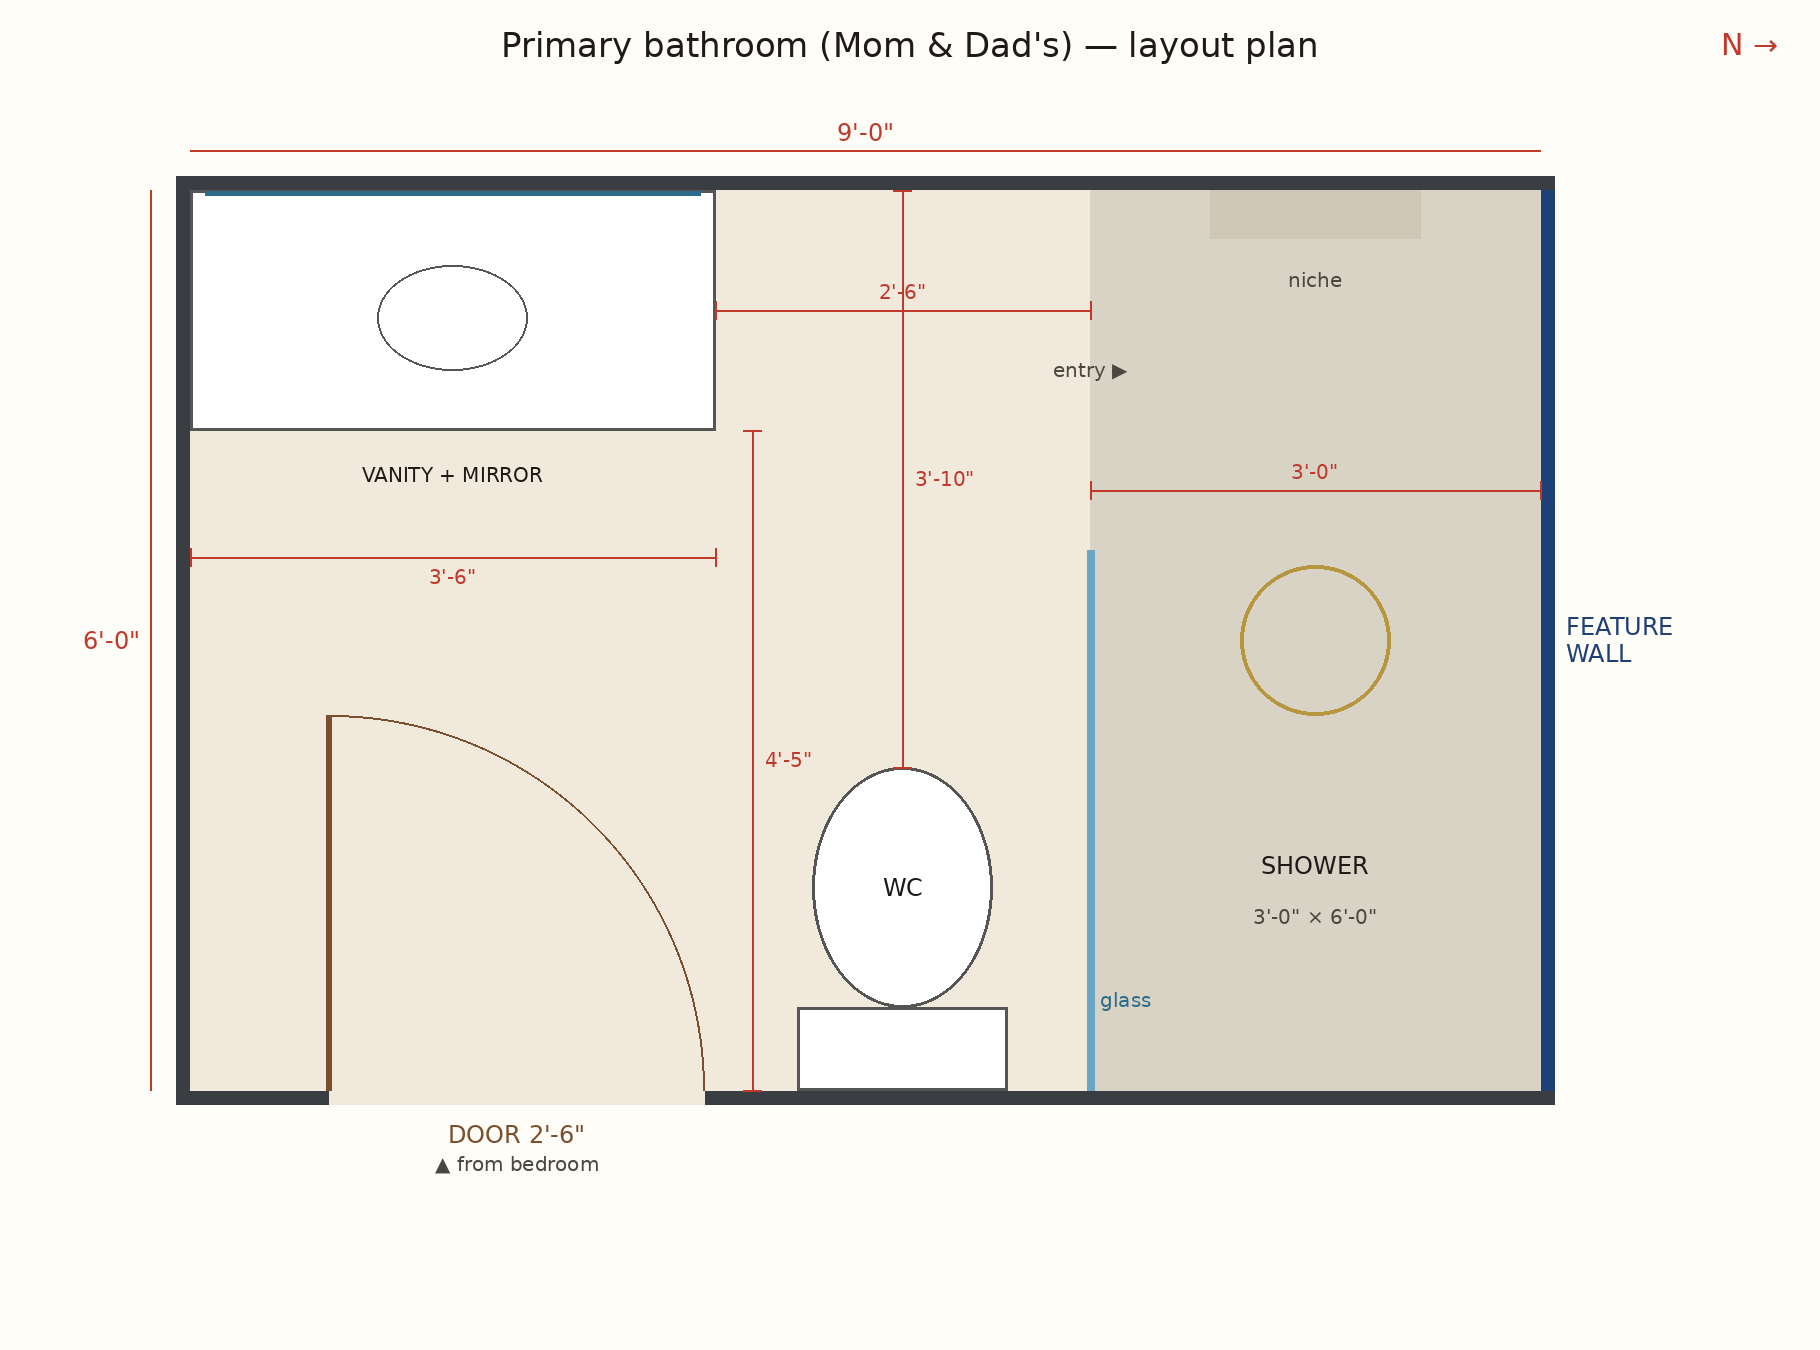 Primary bathroom (Mom & Dad's) — layout plan
N →
9'-0"
niche
2'-6"
entry ▶
VANITY + MIRROR
3'-10"
3'-0"
3'-6"
6'-0"
FEATURE
WALL
4'-5"
SHOWER
WC
3'-0" × 6'-0"
glass
DOOR 2'-6"
▲ from bedroom